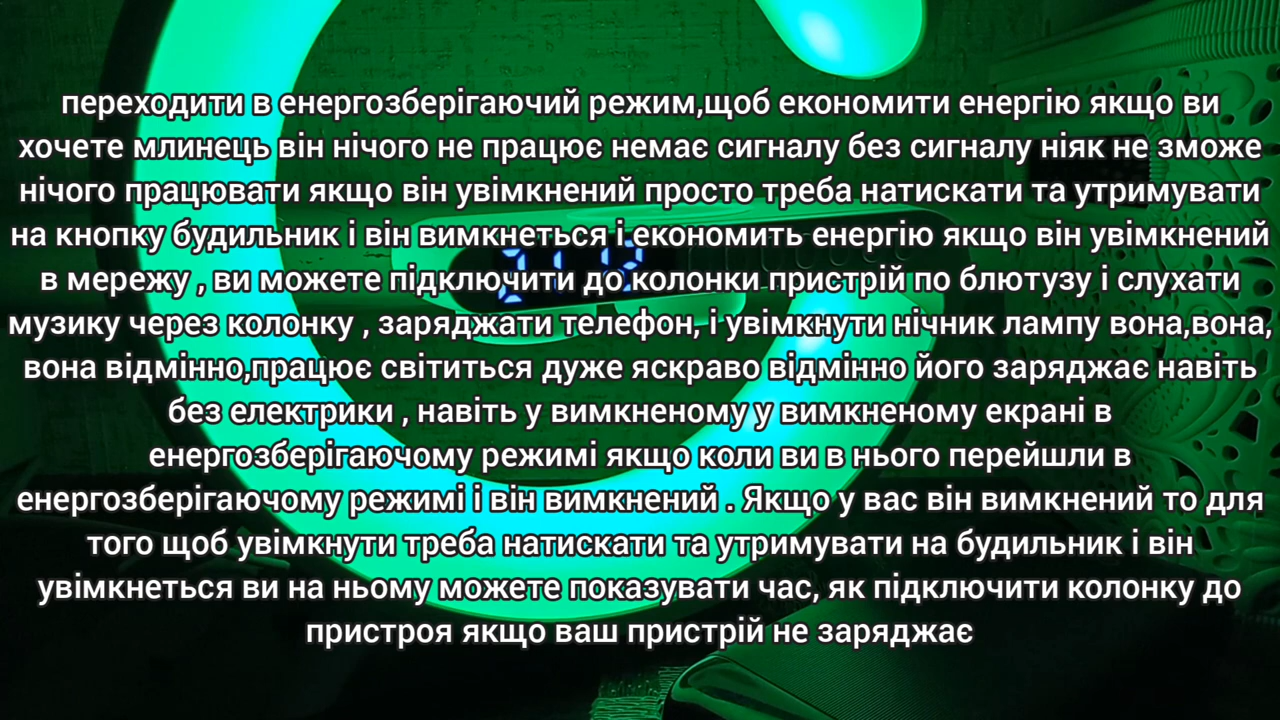 переходити в енергозберігаючий режим,щоб економити енергію якщо ви
хочете млинець він нічого не працює немає сигналу без сигналу ніяк не зможе
нічого працювати якщо він увімкнений просто треба натискати та утримувати
на кнопку будильник і він вимкнеться і економить енергію якщо він увімкнений
в мережу , ви можете підключити до колонки пристрій по блютузу і слухати
музику через колонку , заряджати телефон, і увімкнути нічник лампу вона,вона,
вона відмінно,працює світиться дуже яскраво відмінно його заряджає навіть
без електрики , навіть у вимкненому у вимкненому екрані в
енергозберігаючому режимі якщо коли ви в нього перейшли в
енергозберігаючому режимі і він вимкнений . Якщо у вас він вимкнений то для
того щоб увімкнути треба натискати та утримувати на будильник і він
увімкнеться ви на ньому можете показувати час, як підключити колонку до
пристроя якщо ваш пристрій не заряджає